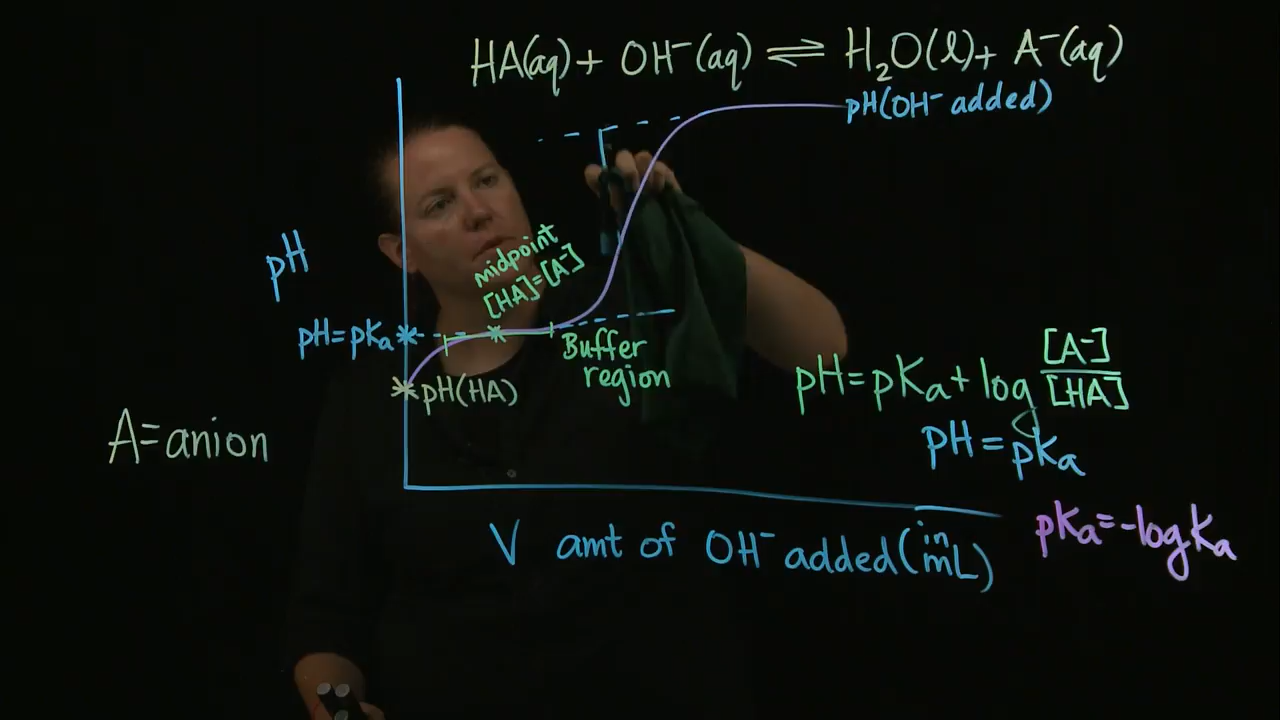 HA(aq) + OH⁻(aq) ⇌ H₂O(l) + A⁻(aq)
pH(OH⁻ added)
pH
midpoint
[HA]=[A⁻]
pH=pKa
Buffer
region
pH(HA)
pH=pKa+log [A⁻]/[HA]
pH=pKa
A=anion
V amt of OH⁻ added (in mL)
pKa=-logKa